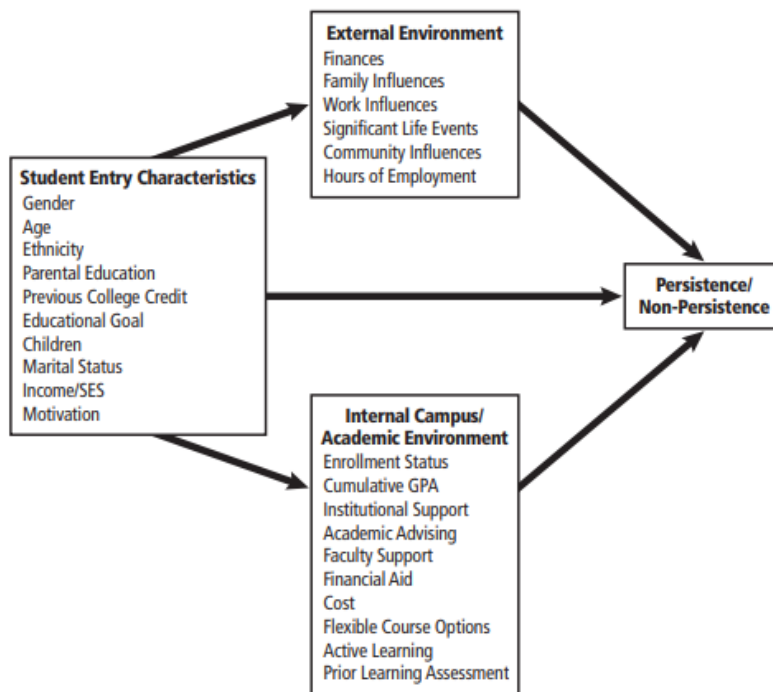 External Environment
Finances
Family Influences
Work Influences
Significant Life Events
Community Influences
Hours of Employment
Student Entry Characteristics
Gender
Age
Ethnicity
Parental Education
Previous College Credit
Educational Goal
Children
Marital Status
Income/SES
Motivation
Persistence/
Non-Persistence
Internal Campus/
Academic Environment
Enrollment Status
Cumulative GPA
Institutional Support
Academic Advising
Faculty Support
Financial Aid
Cost
Flexible Course Options
Active Learning
Prior Learning Assessment